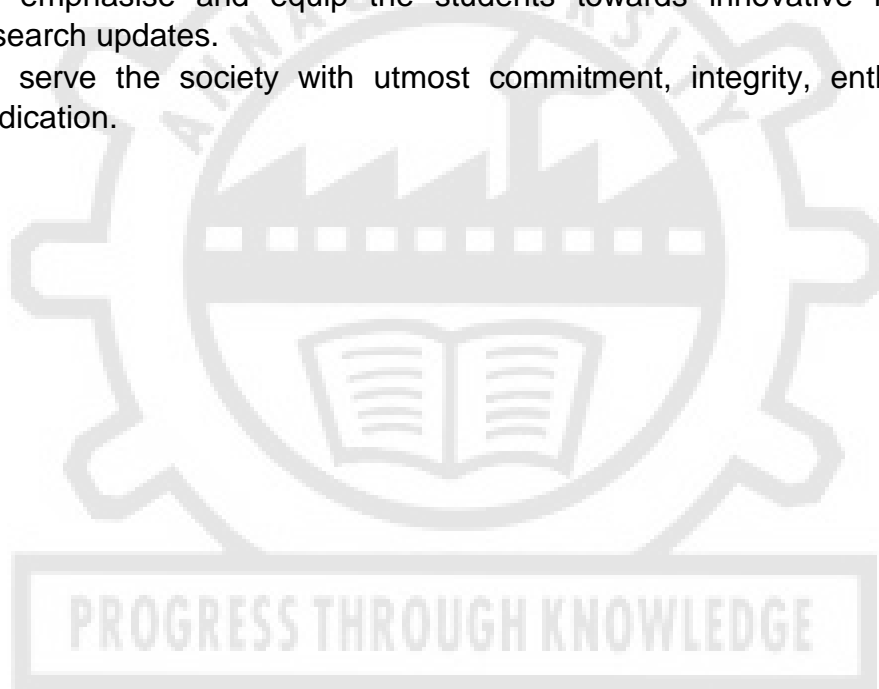 emphasise and equip the students towards innovative
search updates.
serve the society with utmost commitment, integrity, enth
dication.
PROGRESS THROUGH KNOWLEDGE